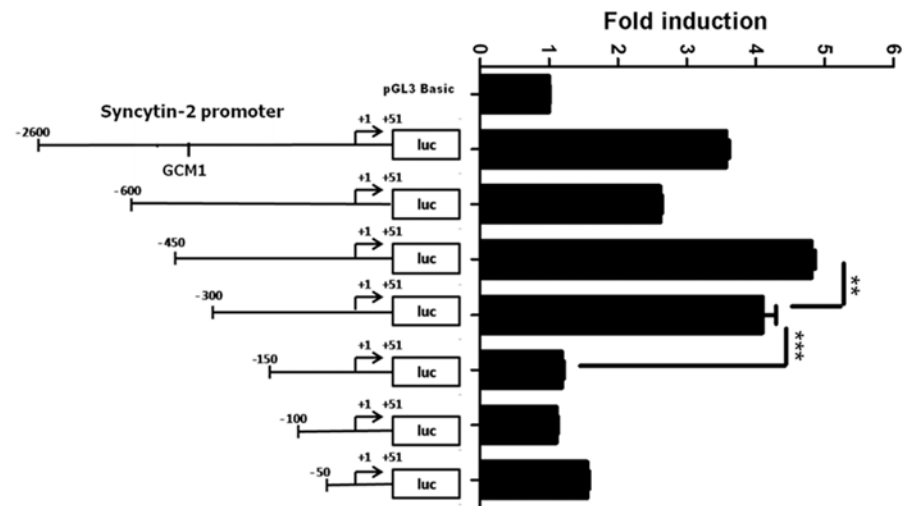 Fold induction
0 1 2 3 4 5 6
pGL3 Basic
Syncytin-2 promoter
-2600 +1 +51
luc
GCM1
-600 +1 +51
luc
-450 +1 +51
luc
**
-300 +1 +51
luc
***
-150 +1 +51
luc
-100 +1 +51
luc
-50 +1 +51
luc